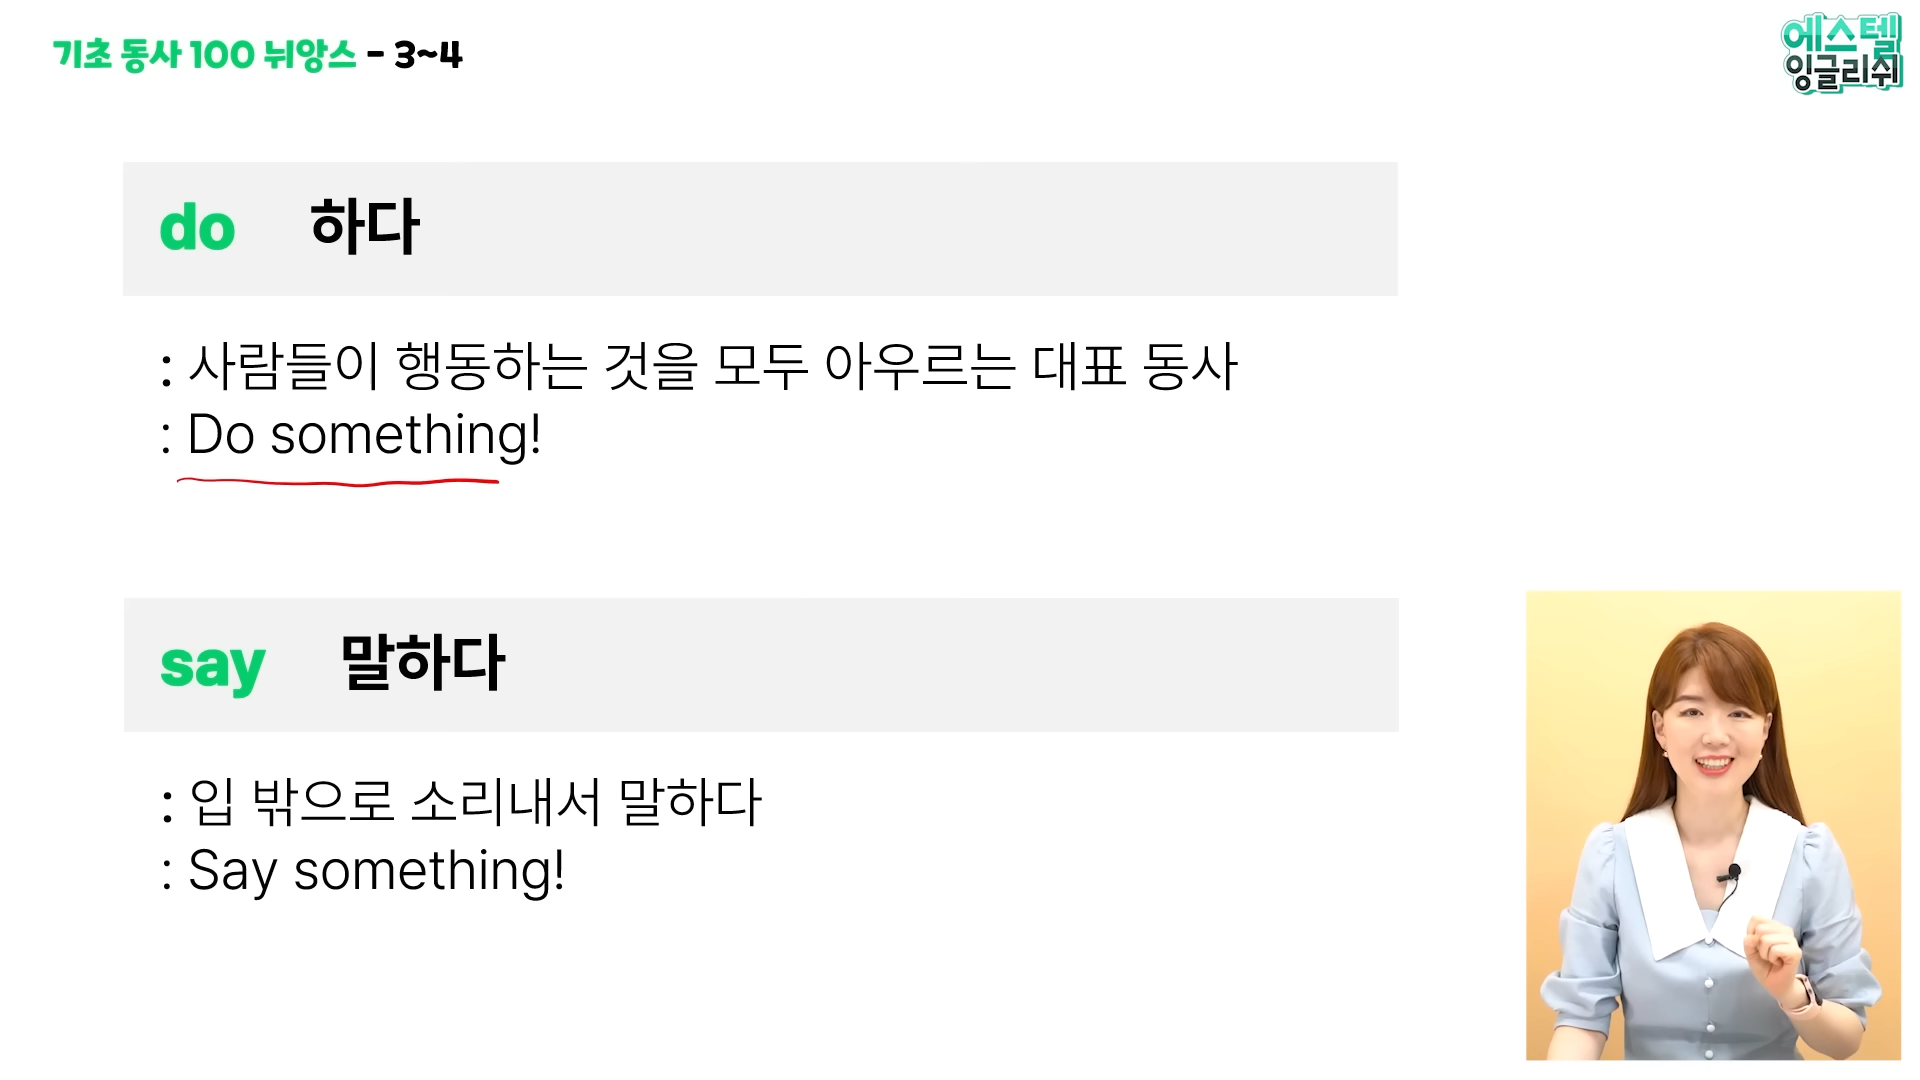 기초 동사 100 뉘앙스 - 3~4
에스텔
잉글리쉬
do 하다
: 사람들이 행동하는 것을 모두 아우르는 대표 동사
: Do something!
say 말하다
: 입 밖으로 소리내서 말하다
: Say something!